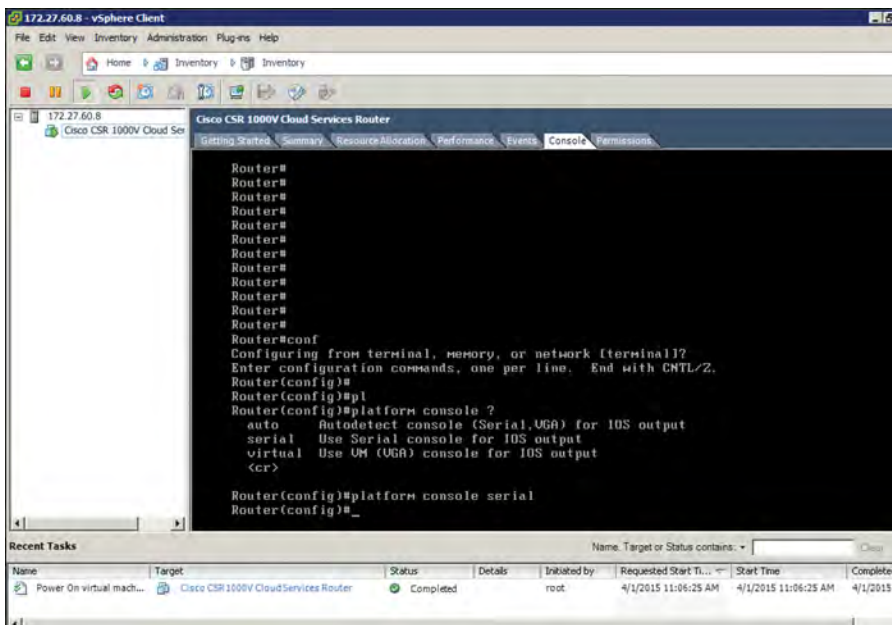 172.27.60.8 - vSphere Client
File Edit View Inventory Administration Plug-ins Help
Home Inventory Inventory
172.27.60.8
Cisco CSR 1000V Cloud Ser
Cisco CSR 1000V Cloud Services Router
Getting Started Summary Resource Allocation Performance Events Console Permissions
Router#
Router#
Router#
Router#
Router#
Router#
Router#
Router#
Router#
Router#
Router#
Router#
Router#conf
Configuring from terminal, memory, or network [terminal]?
Enter configuration commands, one per line. End with CNTL/Z.
Router(config)#
Router(config)#pl
Router(config)#platform console ?
auto Autodetect console (Serial,VGA) for IOS output
serial Use Serial console for IOS output
virtual Use VM (VGA) console for IOS output
<cr>
Router(config)#platform console serial
Router(config)#_
Recent Tasks
Name, Target or Status contains: Clear
Name Target Status Details Initiated by Requested Start Ti... Start Time Complete
Power On virtual mach... Cisco CSR 1000V Cloud Services Router Completed root 4/1/2015 11:06:25 AM 4/1/2015 11:06:25 AM 4/1/2015